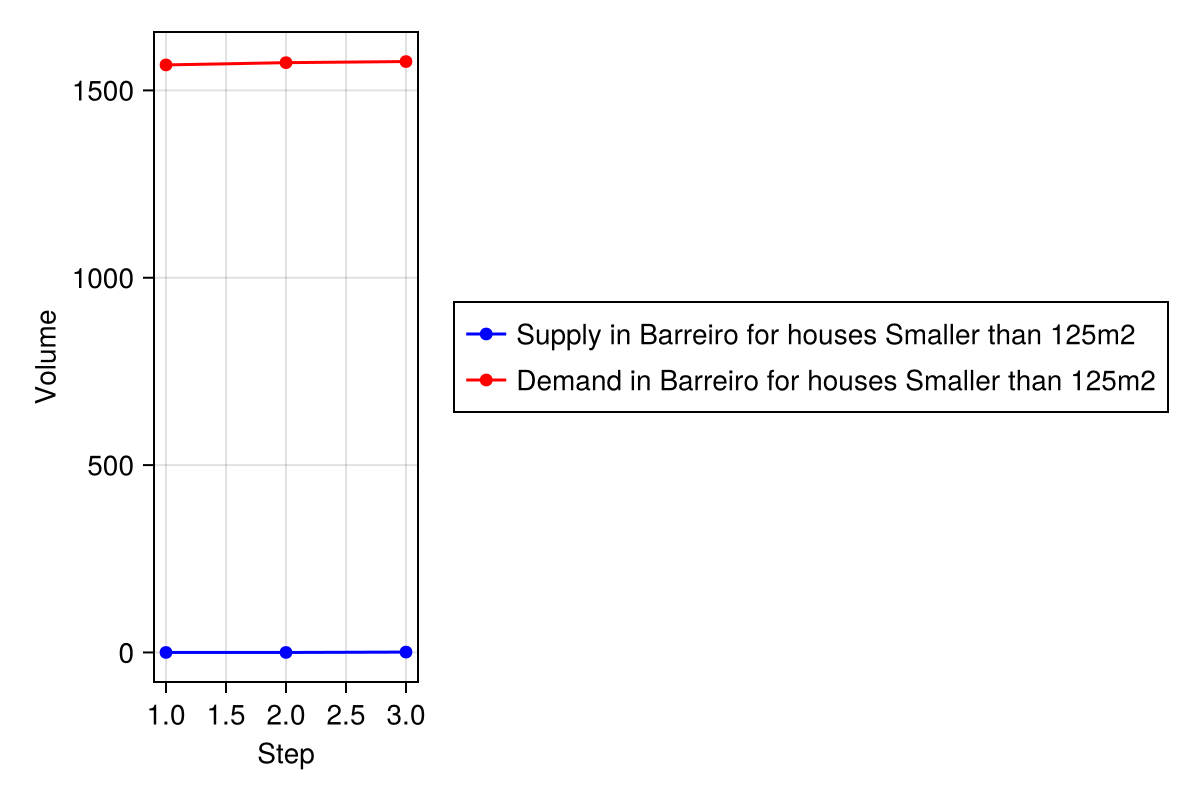 1500
1000
500
0
Volume
1.0 1.5 2.0 2.5 3.0
Step
Supply in Barreiro for houses Smaller than 125m2
Demand in Barreiro for houses Smaller than 125m2